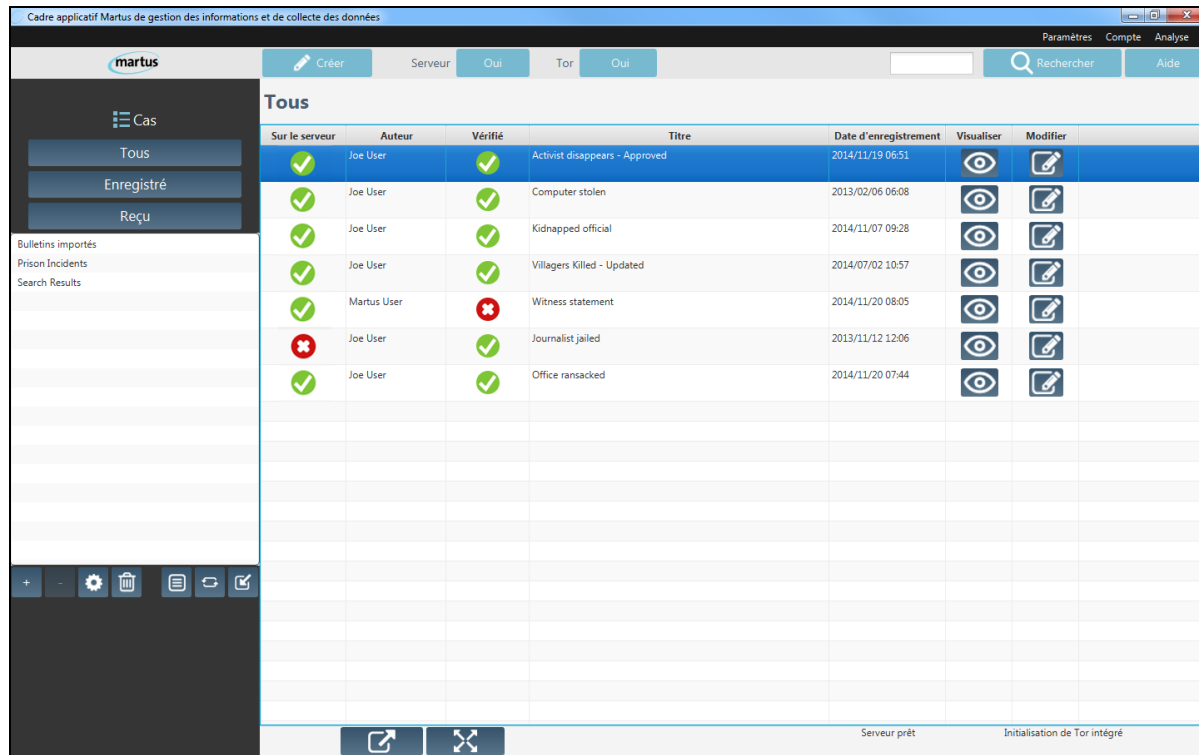 Cadre applicatif Martus de gestion des informations et de collecte des données
Paramètres Compte Analyse
martus
Créer Serveur Oui Tor Oui Rechercher Aide
Cas
Tous
Enregistré
Reçu
Bulletins importés
Prison Incidents
Search Results
+ -
Tous
Sur le serveur Auteur Vérifié Titre Date d'enregistrement Visualiser Modifier
Joe User Activist disappears - Approved 2014/11/19 06:51
Joe User Computer stolen 2013/02/06 06:08
Joe User Kidnapped official 2014/11/07 09:28
Joe User Villagers Killed - Updated 2014/07/02 10:57
Martus User Witness statement 2014/11/20 08:05
Joe User Journalist jailed 2013/11/12 12:06
Joe User Office ransacked 2014/11/20 07:44
Serveur prêt Initialisation de Tor intégré